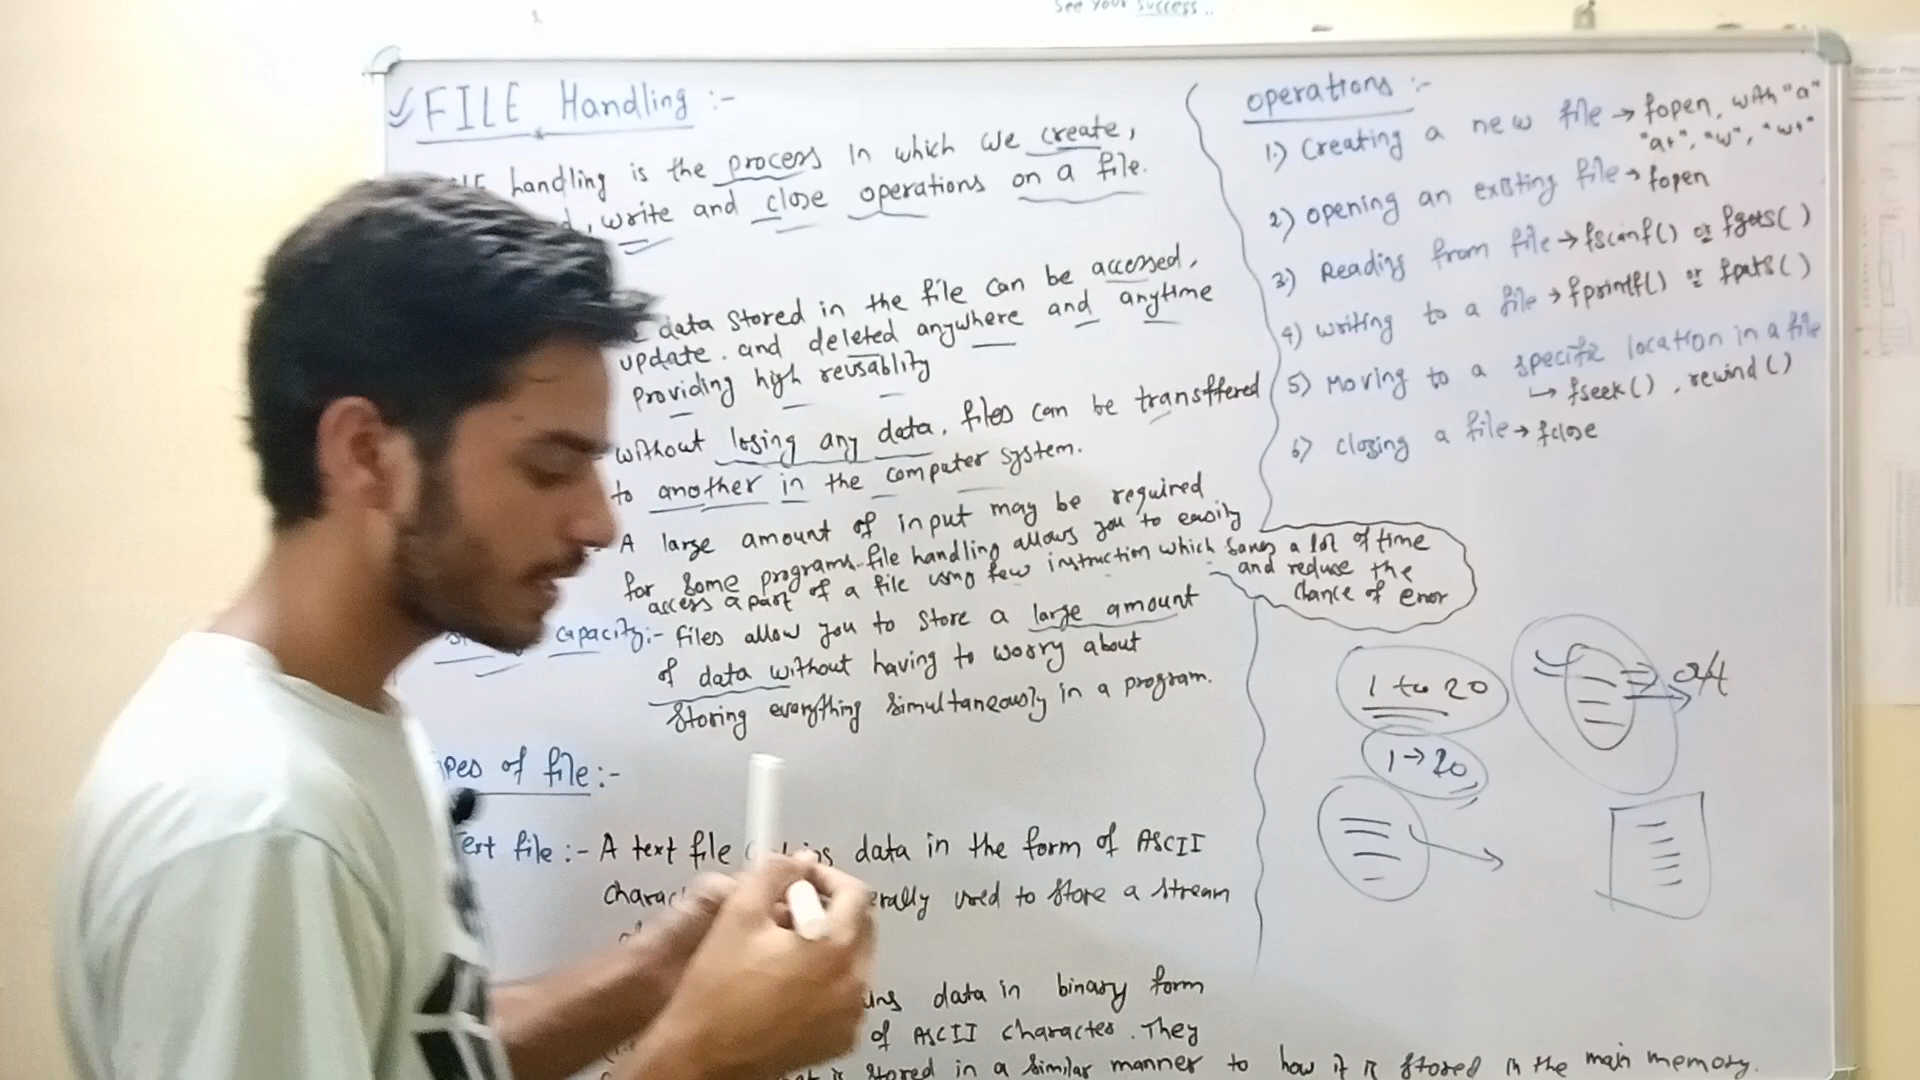 See your success..
FILE Handling :-
handling is the process in which we create,
write and close operations on a file.
data stored in the file can be accessed,
update. and deleted anywhere and anytime
Providing high reusablity
without losing any data, files can be transffered
to another in the computer system.
A large amount of input may be required
for some programs. file handling allows you to easily
access a part of a file using few instruction which saves a lot of time
and reduce the
chance of error
capacity:- files allow you to store a large amount
of data without having to worry about
storing everything simultaneously in a program.
of file:-
file :- A text file data in the form of ASCII
used to store a stream
data in binary form
of ASCII character. They
stored in a similar manner to how it is stored in the main memory.
operations :-
1.) Creating a new file → fopen, with "a"
"a+", "w", "w+"
2) opening an existing file → fopen
3) Reading from file → fscanf() or fgets()
4) writing to a file → fprintf() or fputs()
5) Moving to a specific location in a file
↳ fseek(), rewind()
6) closing a file → fclose
1 to 20
1→20